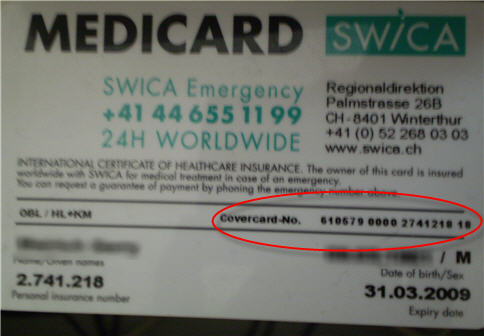 MEDICARD SWiCA
SWICA Emergency
+41 44 655 11 99
24H WORLDWIDE
Regionaldirektion
Palmstrasse 26B
CH-8401 Winterthur
+41 (0) 52 268 03 03
www.swica.ch
INTERNATIONAL CERTIFICATE OF HEALTHCARE INSURANCE. The owner of this card is insured
worldwide with SWICA for medical treatment in case of an emergency.
You can request a guarantee of payment by phoning the emergency number above.
OBL / HL+KM
Covercard-No. 610579 0000 2741218 18
/ M
Name/Given names
Date of birth/Sex
2.741.218
31.03.2009
Personal insurance number
Expiry date